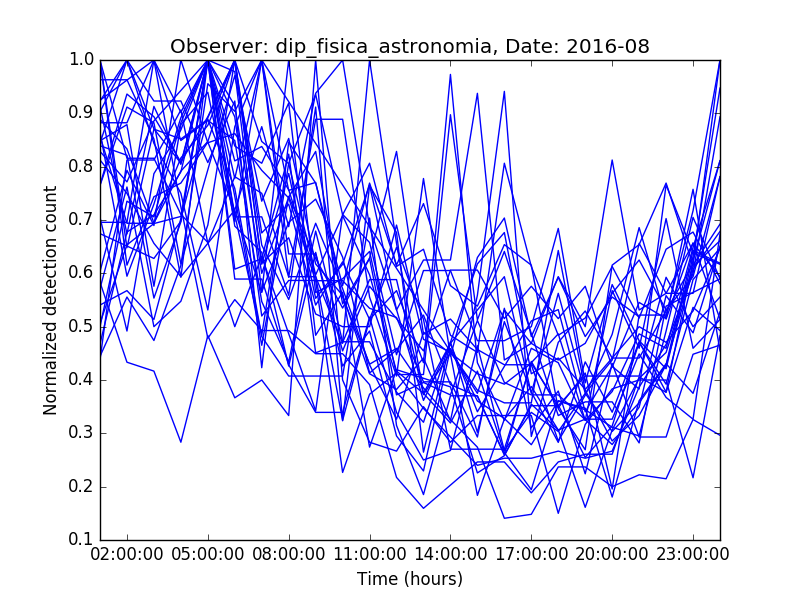 Observer: dip_fisica_astronomia, Date: 2016-08
1.0
0.9
0.8
0.7
0.6
0.5
0.4
0.3
0.2
0.1
Normalized detection count
02:00:00 05:00:00 08:00:00 11:00:00 14:00:00 17:00:00 20:00:00 23:00:00
Time (hours)